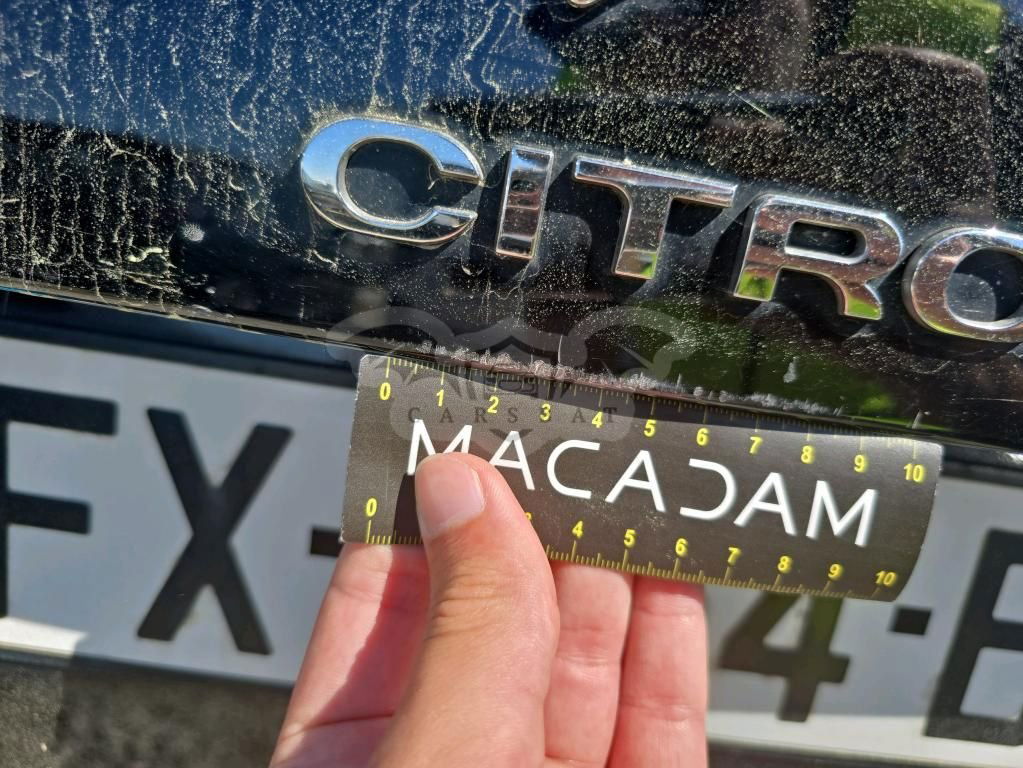 CITRO
0 1 2 3 4 5 6 7 8 9 10
CARS AT
MACADAM
0 4 5 6 7 8 9 10
FX-
4-